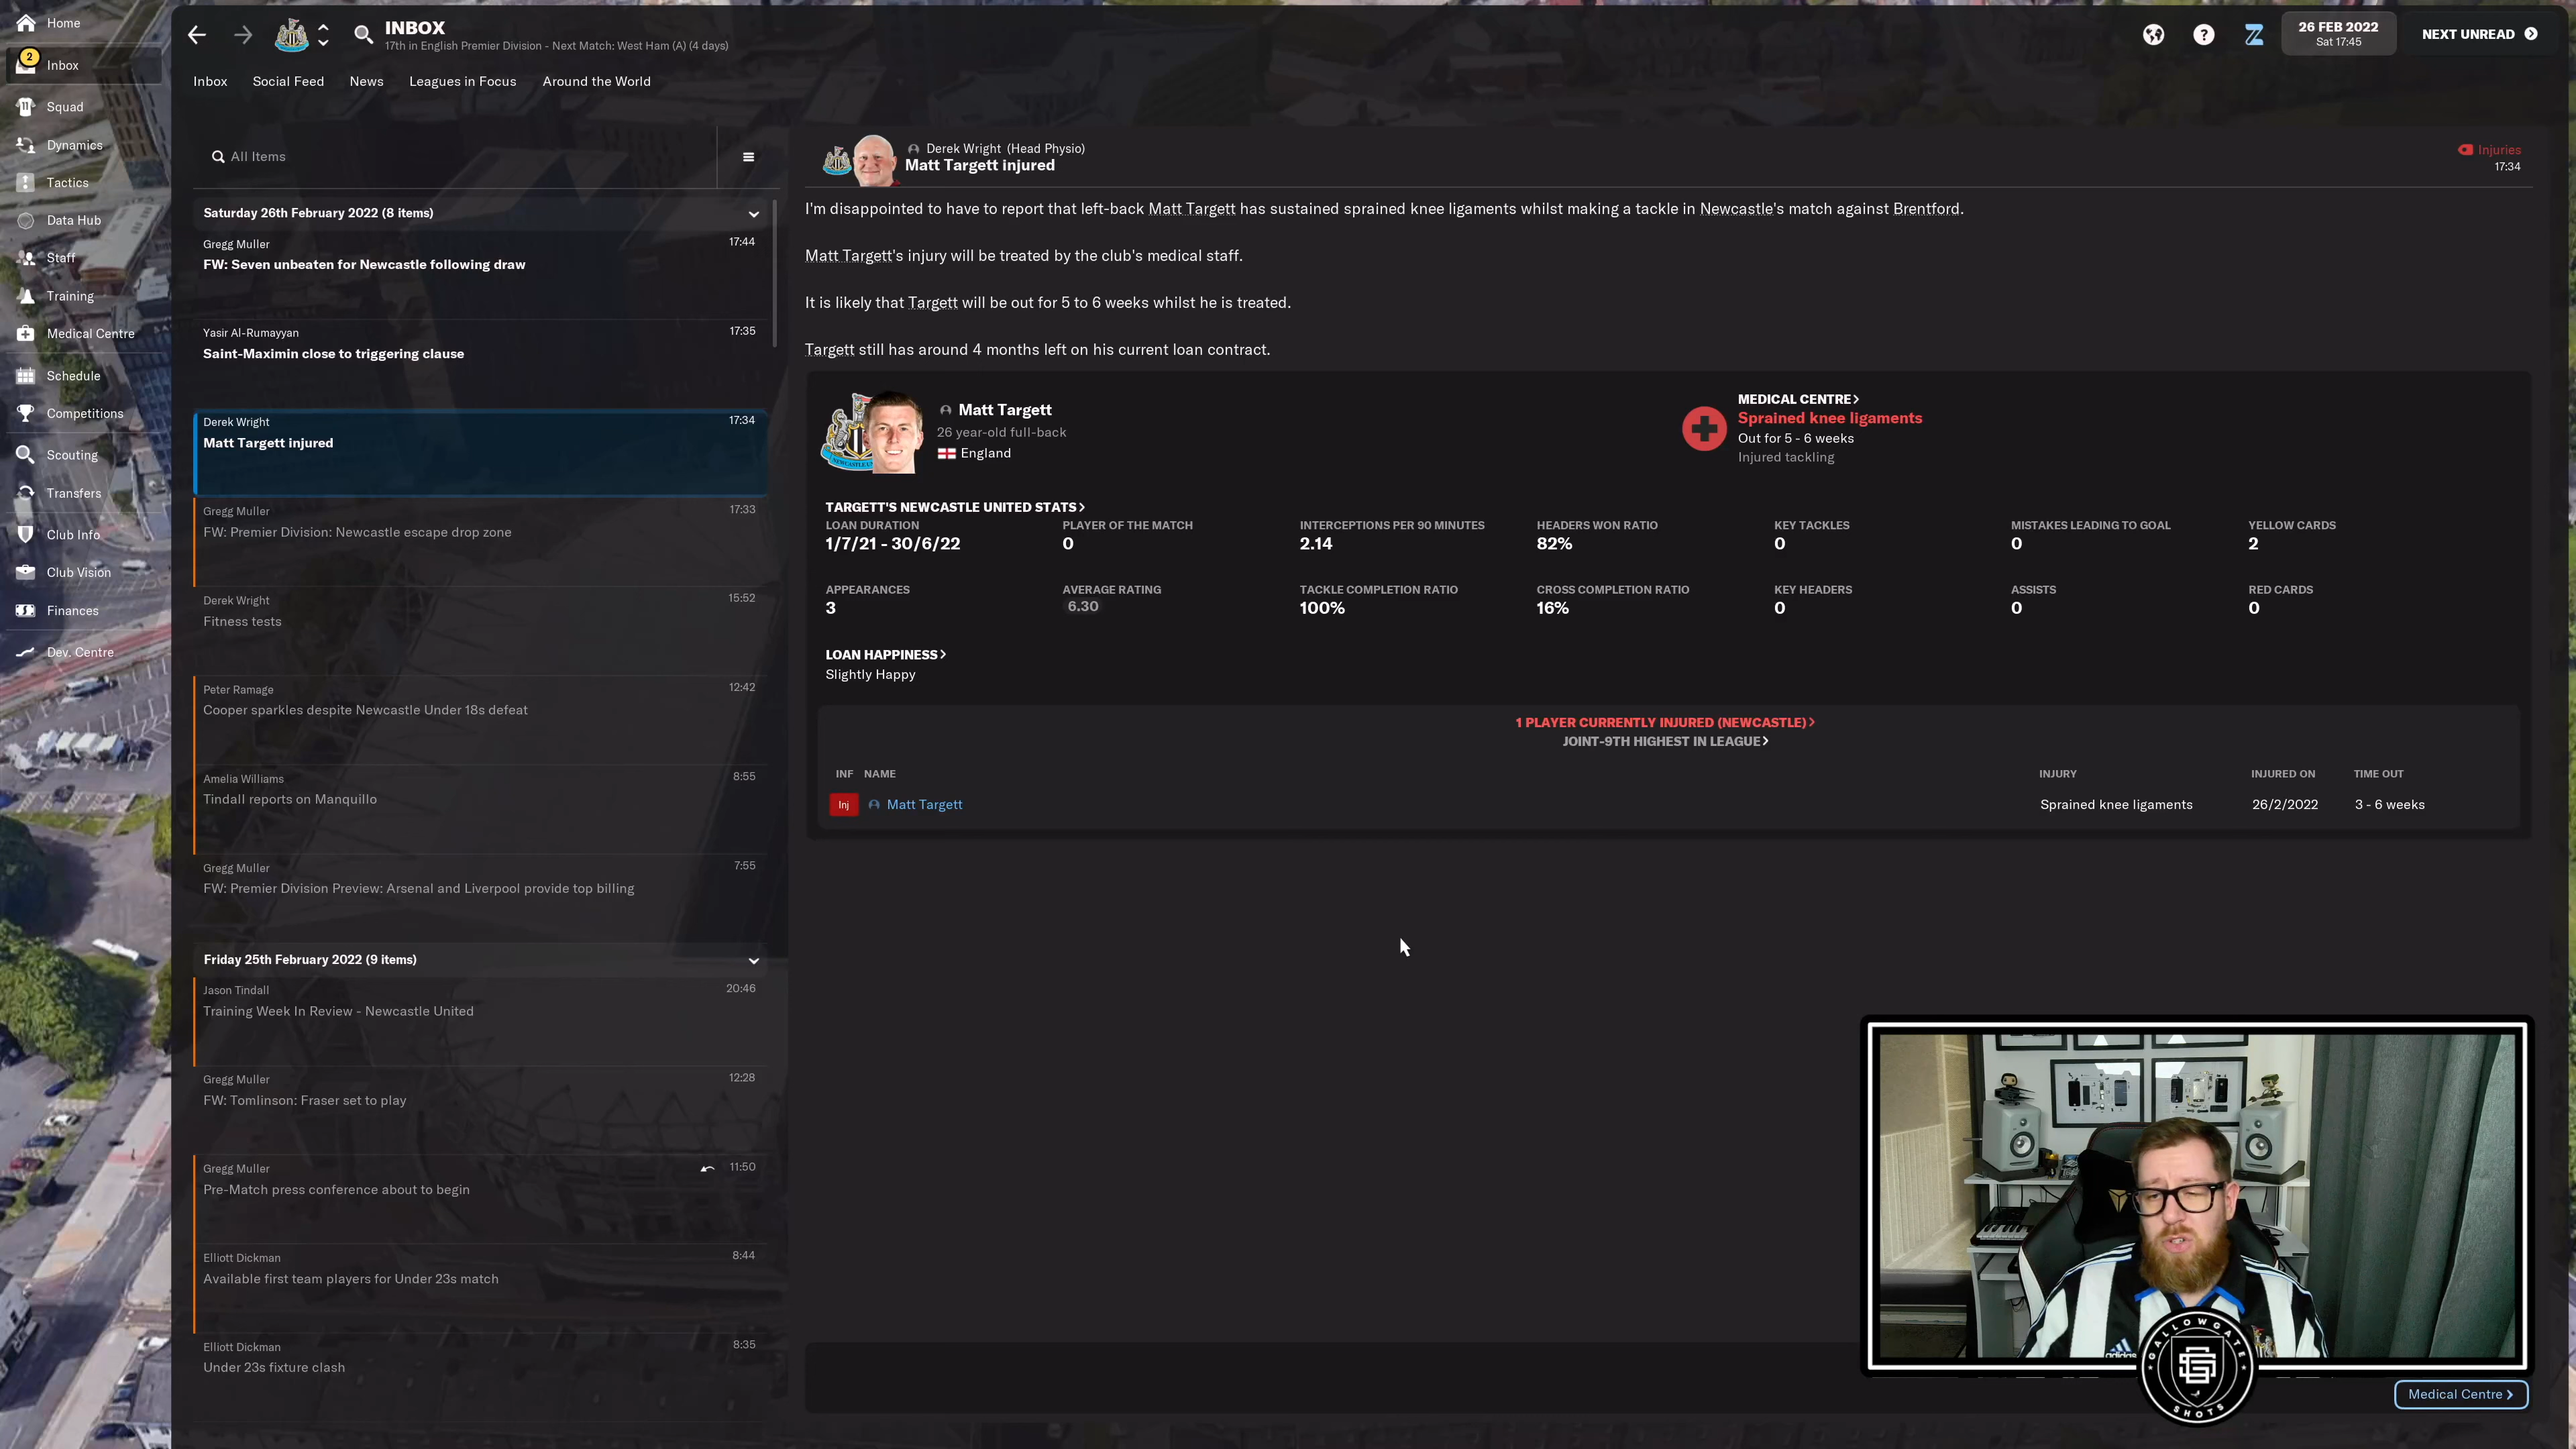 Home
2
Inbox
Squad
Dynamics
Tactics
Data Hub
Staff
Training
Medical Centre
Schedule
Competitions
Scouting
Transfers
Club Info
Club Vision
Finances
Dev. Centre
INBOX
17th in English Premier Division - Next Match: West Ham (A) (4 days)
26 FEB 2022
Sat 17:45
NEXT UNREAD
Inbox Social Feed News Leagues in Focus Around the World
All Items
Saturday 26th February 2022 (8 items)
Gregg Muller 17:44
FW: Seven unbeaten for Newcastle following draw
Yasir Al-Rumayyan 17:35
Saint-Maximin close to triggering clause
Derek Wright 17:34
Matt Targett injured
Gregg Muller 17:33
FW: Premier Division: Newcastle escape drop zone
Derek Wright 15:52
Fitness tests
Peter Ramage 12:42
Cooper sparkles despite Newcastle Under 18s defeat
Amelia Williams 8:55
Tindall reports on Manquillo
Gregg Muller 7:55
FW: Premier Division Preview: Arsenal and Liverpool provide top billing
Friday 25th February 2022 (9 items)
Jason Tindall 20:46
Training Week In Review - Newcastle United
Gregg Muller 12:28
FW: Tomlinson: Fraser set to play
Gregg Muller 11:50
Pre-Match press conference about to begin
Elliott Dickman 8:44
Available first team players for Under 23s match
Elliott Dickman 8:35
Under 23s fixture clash
Derek Wright (Head Physio)
Matt Targett injured
Injuries
17:34
I'm disappointed to have to report that left-back Matt Targett has sustained sprained knee ligaments whilst making a tackle in Newcastle's match against Brentford.
Matt Targett's injury will be treated by the club's medical staff.
It is likely that Targett will be out for 5 to 6 weeks whilst he is treated.
Targett still has around 4 months left on his current loan contract.
Matt Targett
26 year-old full-back
England
MEDICAL CENTRE
Sprained knee ligaments
Out for 5 - 6 weeks
Injured tackling
TARGETT'S NEWCASTLE UNITED STATS
LOAN DURATION PLAYER OF THE MATCH INTERCEPTIONS PER 90 MINUTES HEADERS WON RATIO KEY TACKLES MISTAKES LEADING TO GOAL YELLOW CARDS
1/7/21 - 30/6/22 0 2.14 82% 0 0 2
APPEARANCES AVERAGE RATING TACKLE COMPLETION RATIO CROSS COMPLETION RATIO KEY HEADERS ASSISTS RED CARDS
3 6.30 100% 16% 0 0 0
LOAN HAPPINESS
Slightly Happy
1 PLAYER CURRENTLY INJURED (NEWCASTLE)
JOINT-9TH HIGHEST IN LEAGUE
INF NAME INJURY INJURED ON TIME OUT
Inj Matt Targett Sprained knee ligaments 26/2/2022 3 - 6 weeks
adidas
GALLOWGATE
SHOTS
Medical Centre